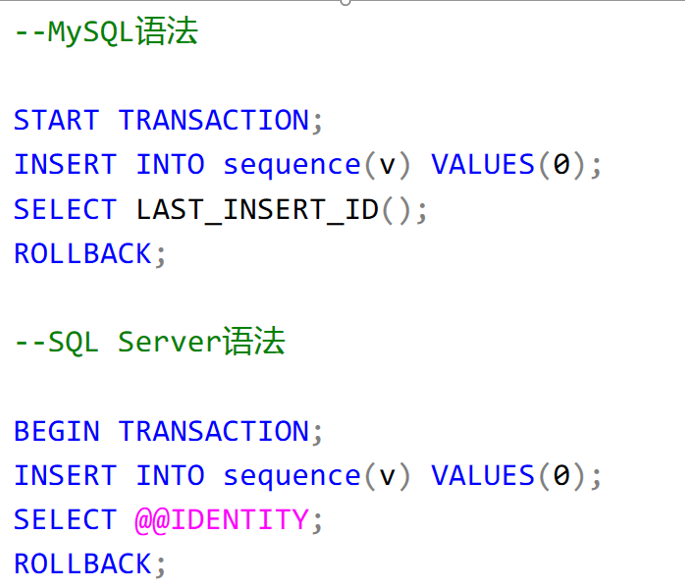 --MySQL语法
START TRANSACTION;
INSERT INTO sequence(v) VALUES(0);
SELECT LAST_INSERT_ID();
ROLLBACK;
--SQL Server语法
BEGIN TRANSACTION;
INSERT INTO sequence(v) VALUES(0);
SELECT @@IDENTITY;
ROLLBACK;